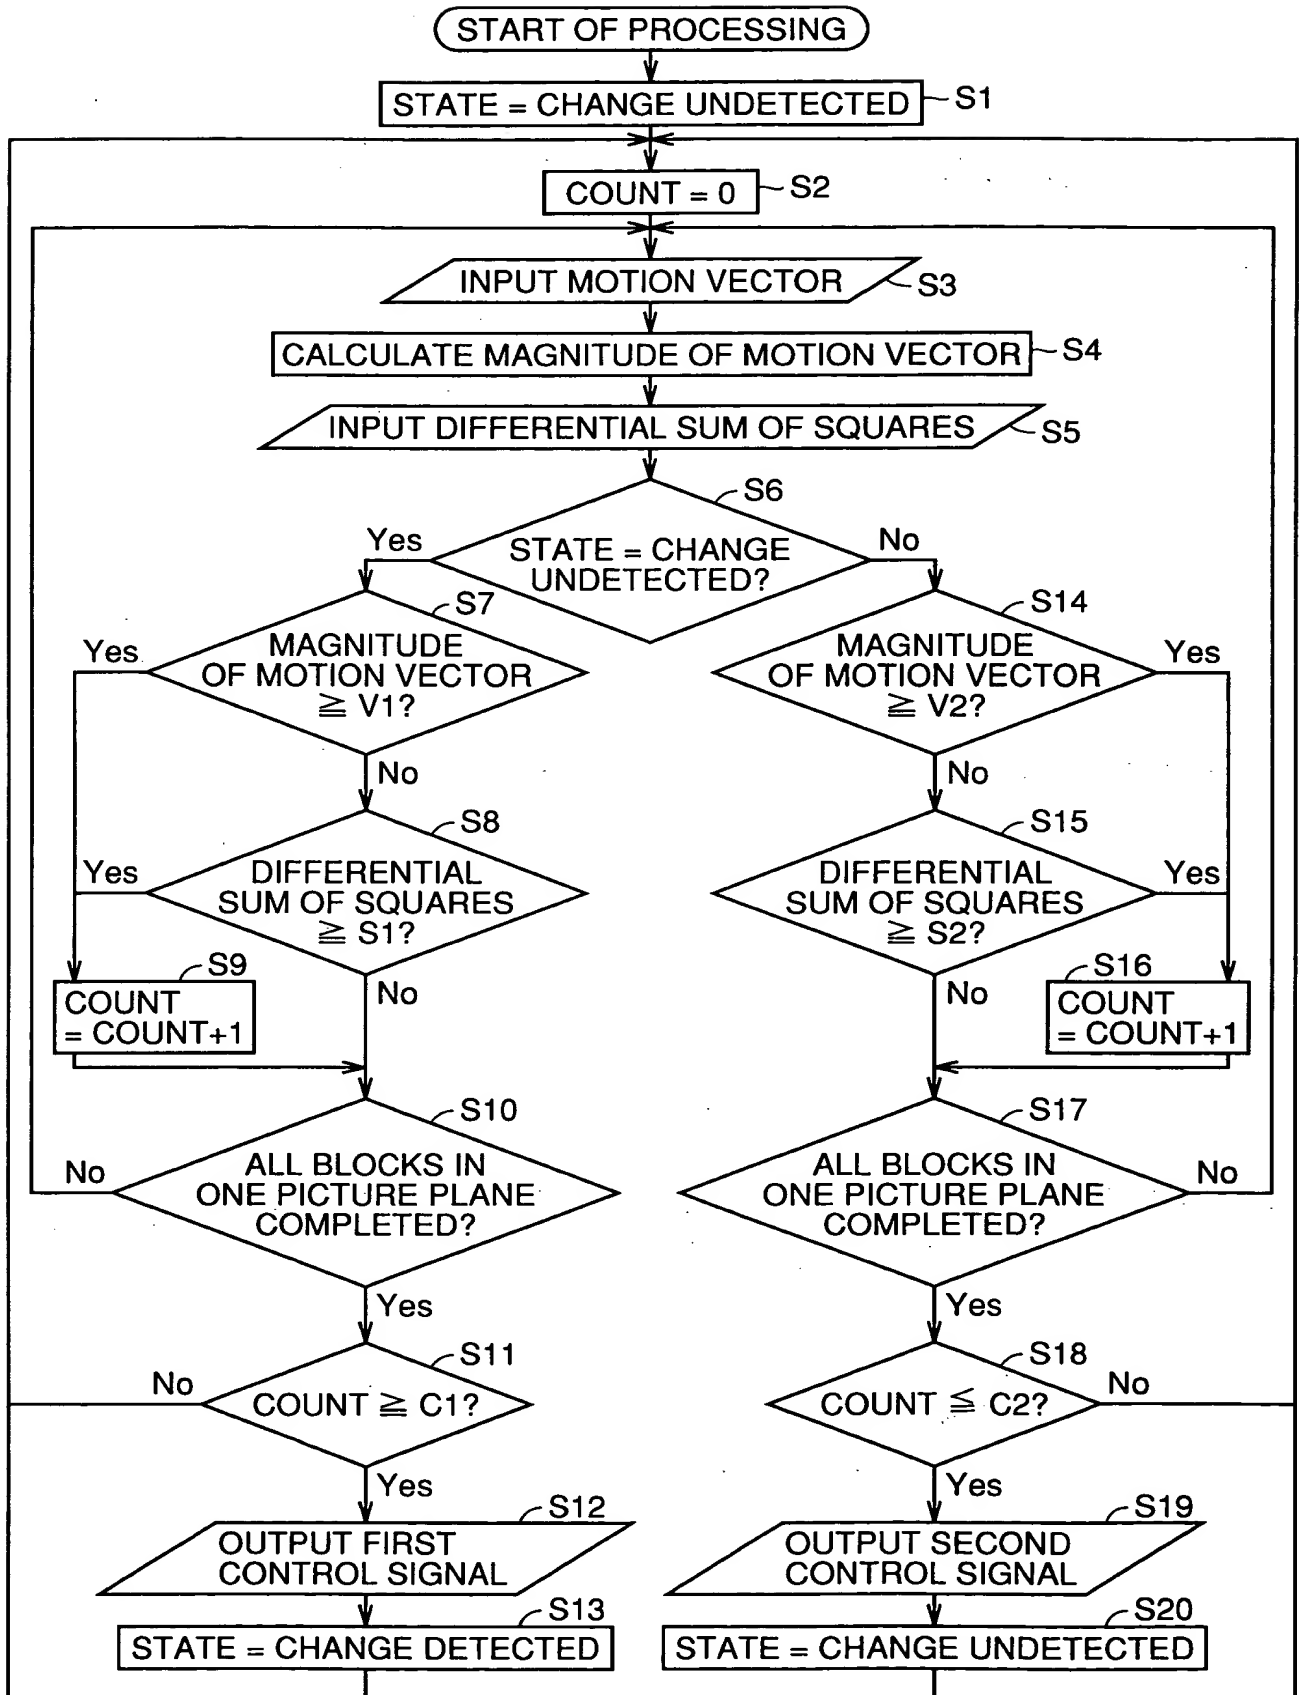 START OF PROCESSING
STATE = CHANGE UNDETECTED
S1
COUNT = 0
S2
INPUT MOTION VECTOR
S3
CALCULATE MAGNITUDE OF MOTION VECTOR
S4
INPUT DIFFERENTIAL SUM OF SQUARES
S5
S6
Yes
STATE = CHANGE
UNDETECTED?
No
S7
Yes
MAGNITUDE
OF MOTION VECTOR
≧ V1?
No
S14
MAGNITUDE
OF MOTION VECTOR
≧ V2?
Yes
No
S8
Yes
DIFFERENTIAL
SUM OF SQUARES
≧ S1?
No
S15
DIFFERENTIAL
SUM OF SQUARES
≧ S2?
Yes
No
S9
COUNT
= COUNT+1
S16
COUNT
= COUNT+1
S10
No
ALL BLOCKS IN
ONE PICTURE PLANE
COMPLETED?
Yes
S17
ALL BLOCKS IN
ONE PICTURE PLANE
COMPLETED?
No
Yes
S11
No
COUNT ≧ C1?
Yes
S18
COUNT ≦ C2?
No
Yes
S12
OUTPUT FIRST
CONTROL SIGNAL
S19
OUTPUT SECOND
CONTROL SIGNAL
S13
STATE = CHANGE DETECTED
S20
STATE = CHANGE UNDETECTED